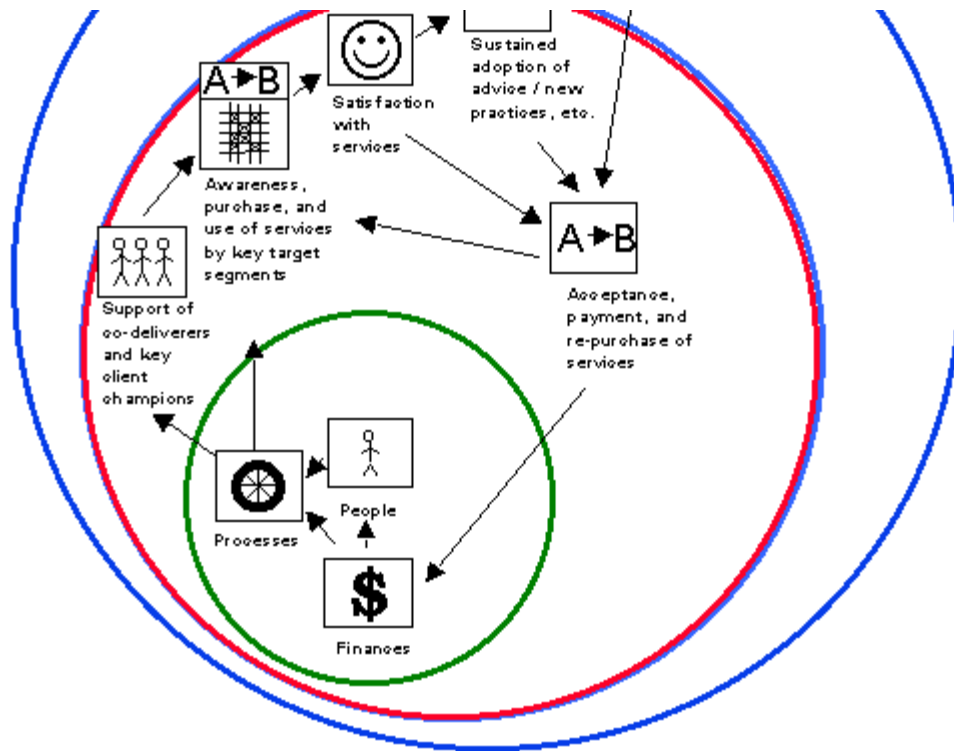 Sustained
adoption of
advice / new
practices, etc.
A B
Satisfaction
with
services
Awareness,
purchase, and
use of services
by key target
segments
A B
Support of
co-deliverers
and key
client
champions
Acceptance,
payment, and
re-purchase of
services
People
Processes
$
Finances